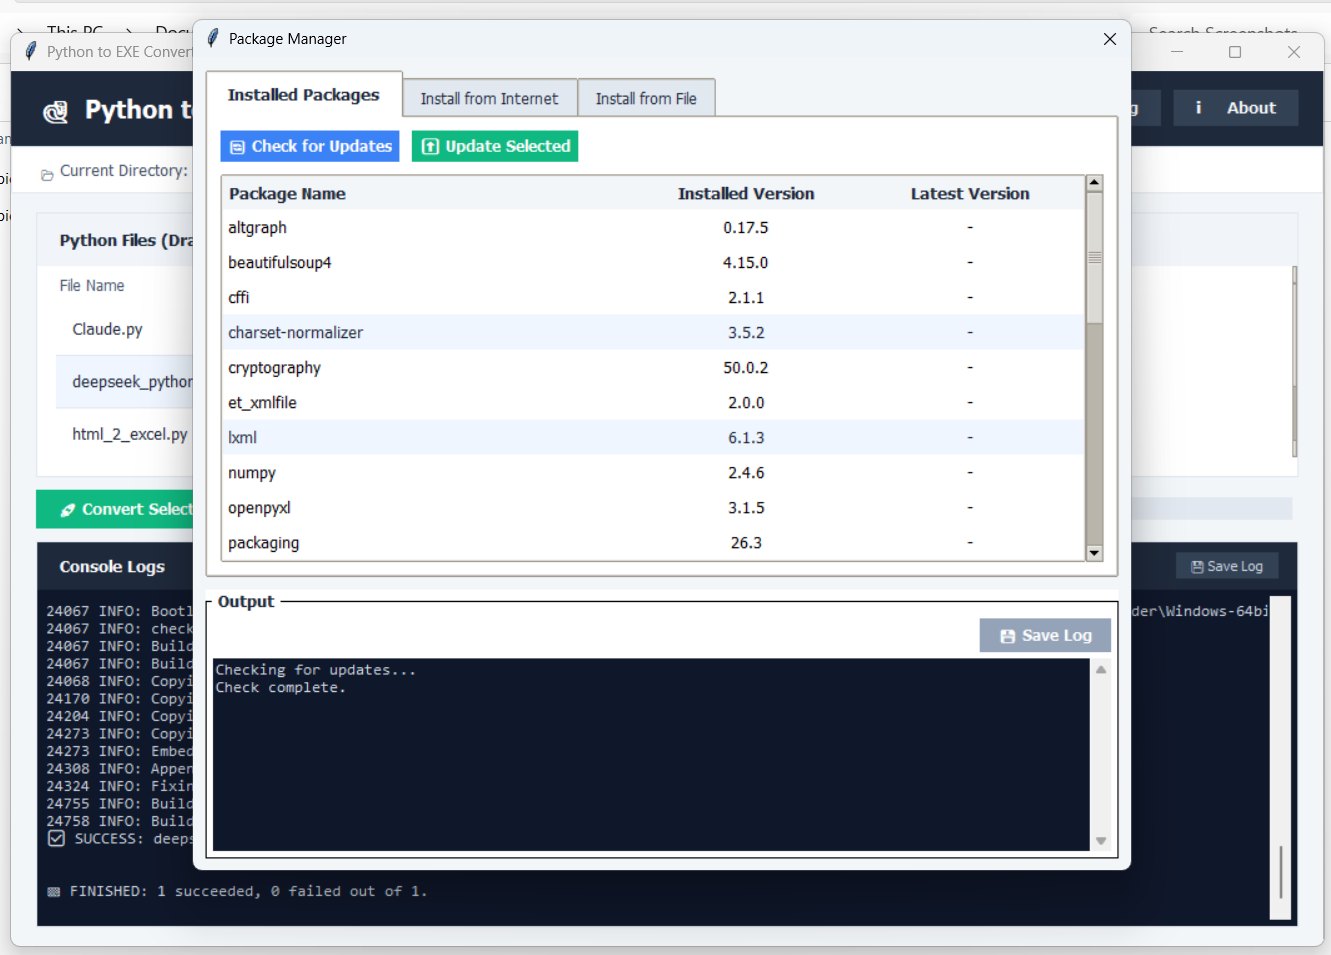 This PC
Search Screenshots
Python to EXE Convert
Package Manager
Python t
About
Current Directory:
Installed Packages
Install from Internet
Install from File
Check for Updates
Update Selected
Package Name Installed Version Latest Version
altgraph 0.17.5 -
beautifulsoup4 4.15.0 -
cffi 2.1.1 -
charset-normalizer 3.5.2 -
cryptography 50.0.2 -
et_xmlfile 2.0.0 -
lxml 6.1.3 -
numpy 2.4.6 -
openpyxl 3.1.5 -
packaging 26.3 -
Python Files (Dra
File Name
Claude.py
deepseek_python
html_2_excel.py
Convert Select
Output
Save Log
Checking for updates...
Check complete.
Console Logs
Save Log
24067 INFO: Bootl
der\Windows-64bi
24067 INFO: check
24067 INFO: Build
24067 INFO: Build
24068 INFO: Copyi
24170 INFO: Copyi
24204 INFO: Copyi
24273 INFO: Copyi
24273 INFO: Embed
24308 INFO: Appen
24324 INFO: Fixin
24755 INFO: Build
24758 INFO: Build
SUCCESS: deeps
FINISHED: 1 succeeded, 0 failed out of 1.